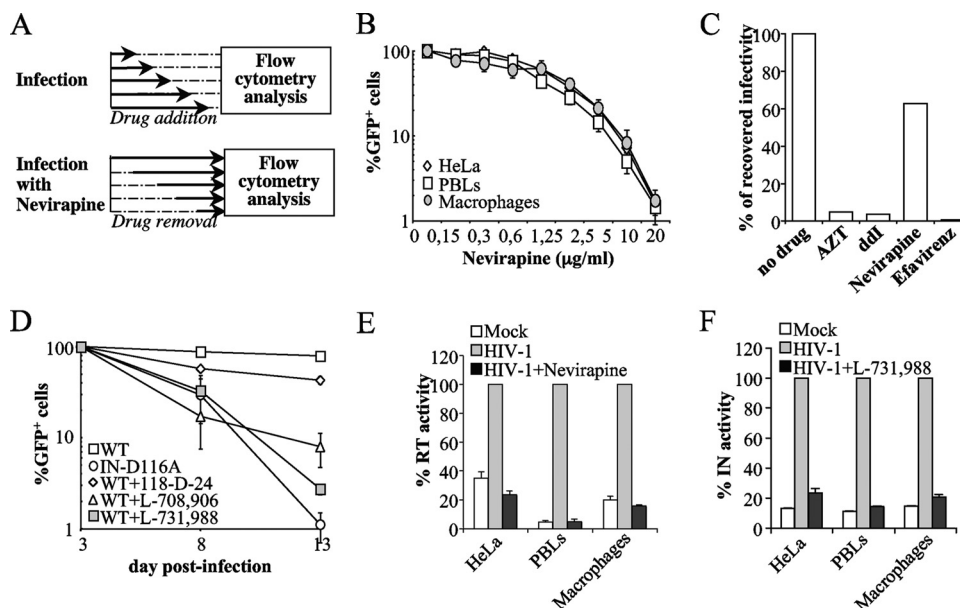 A
Infection
Flow
cytometry
analysis
Drug addition
Infection
with
Nevirapine
Flow
cytometry
analysis
Drug removal
B
%GFP+ cells
100
10
1
HeLa
PBLs
Macrophages
0 0,15 0,3 0,6 1,25 2,5 5 10 20
Nevirapine (µg/ml)
C
% of recovered infectivity
100
80
60
40
20
0
no drug
AZT
ddI
Nevirapine
Efavirenz
D
%GFP+ cells
100
10
1
WT
IN-D116A
WT+118-D-24
WT+L-708,906
WT+L-731,988
3 8 13
day post-infection
E
Mock
HIV-1
HIV-1+Nevirapine
% RT activity
120
100
80
60
40
20
0
HeLa
PBLs
Macrophages
F
Mock
HIV-1
HIV-1+L-731,988
% IN activity
120
100
80
60
40
20
0
HeLa
PBLs
Macrophages